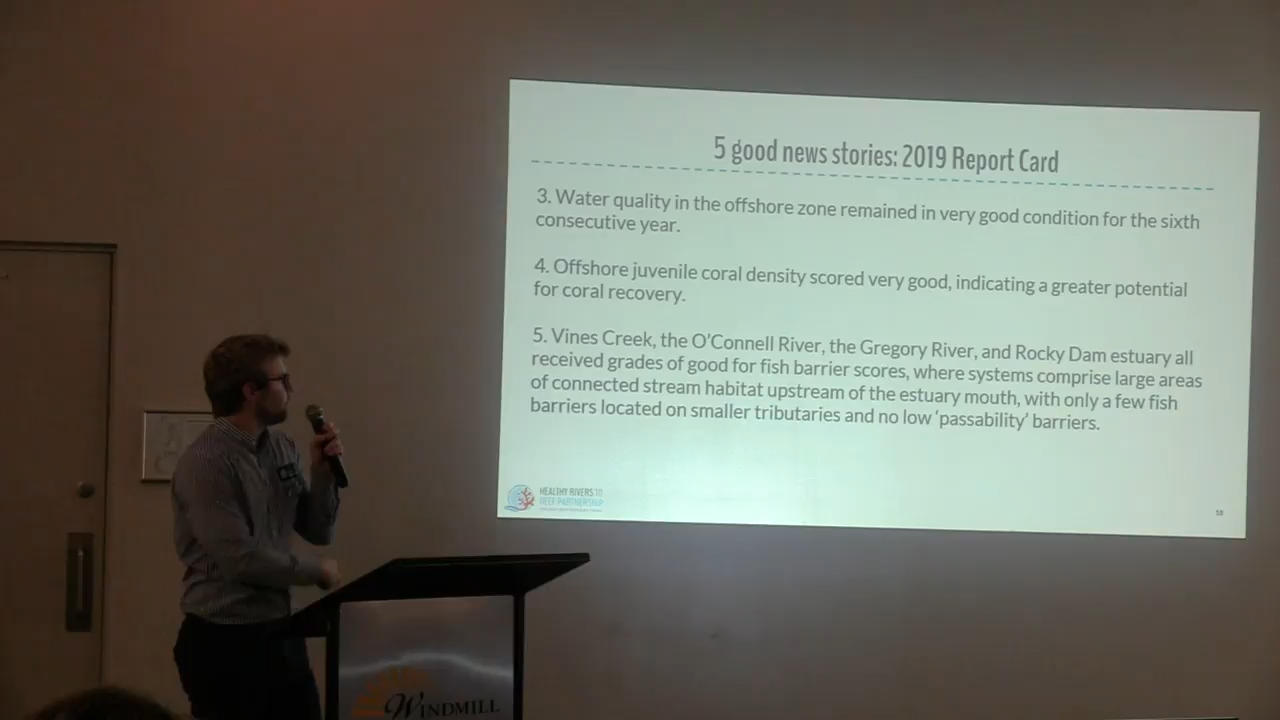 5 good news stories: 2019 Report Card
3. Water quality in the offshore zone remained in very good condition for the sixth
consecutive year.
4. Offshore juvenile coral density scored very good, indicating a greater potential
for coral recovery.
5. Vines Creek, the O'Connell River, the Gregory River, and Rocky Dam estuary all
received grades of good for fish barrier scores, where systems comprise large areas
of connected stream habitat upstream of the estuary mouth, with only a few fish
barriers located on smaller tributaries and no low 'passability' barriers.
HEALTHY RIVERS TO
REEF PARTNERSHIP
WINDMILL